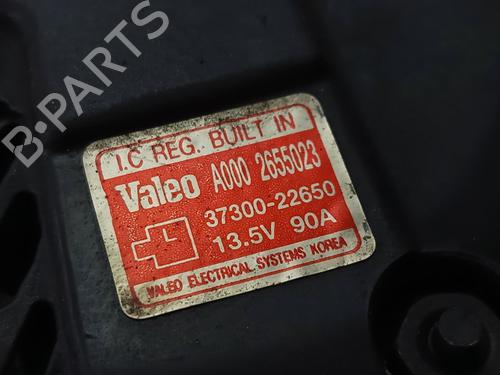 B-PARTS
I.C REG. BUILT IN
Valeo A000 2655023
37300-22650
13.5V 90A
VALEO ELECTRICAL SYSTEMS KOREA